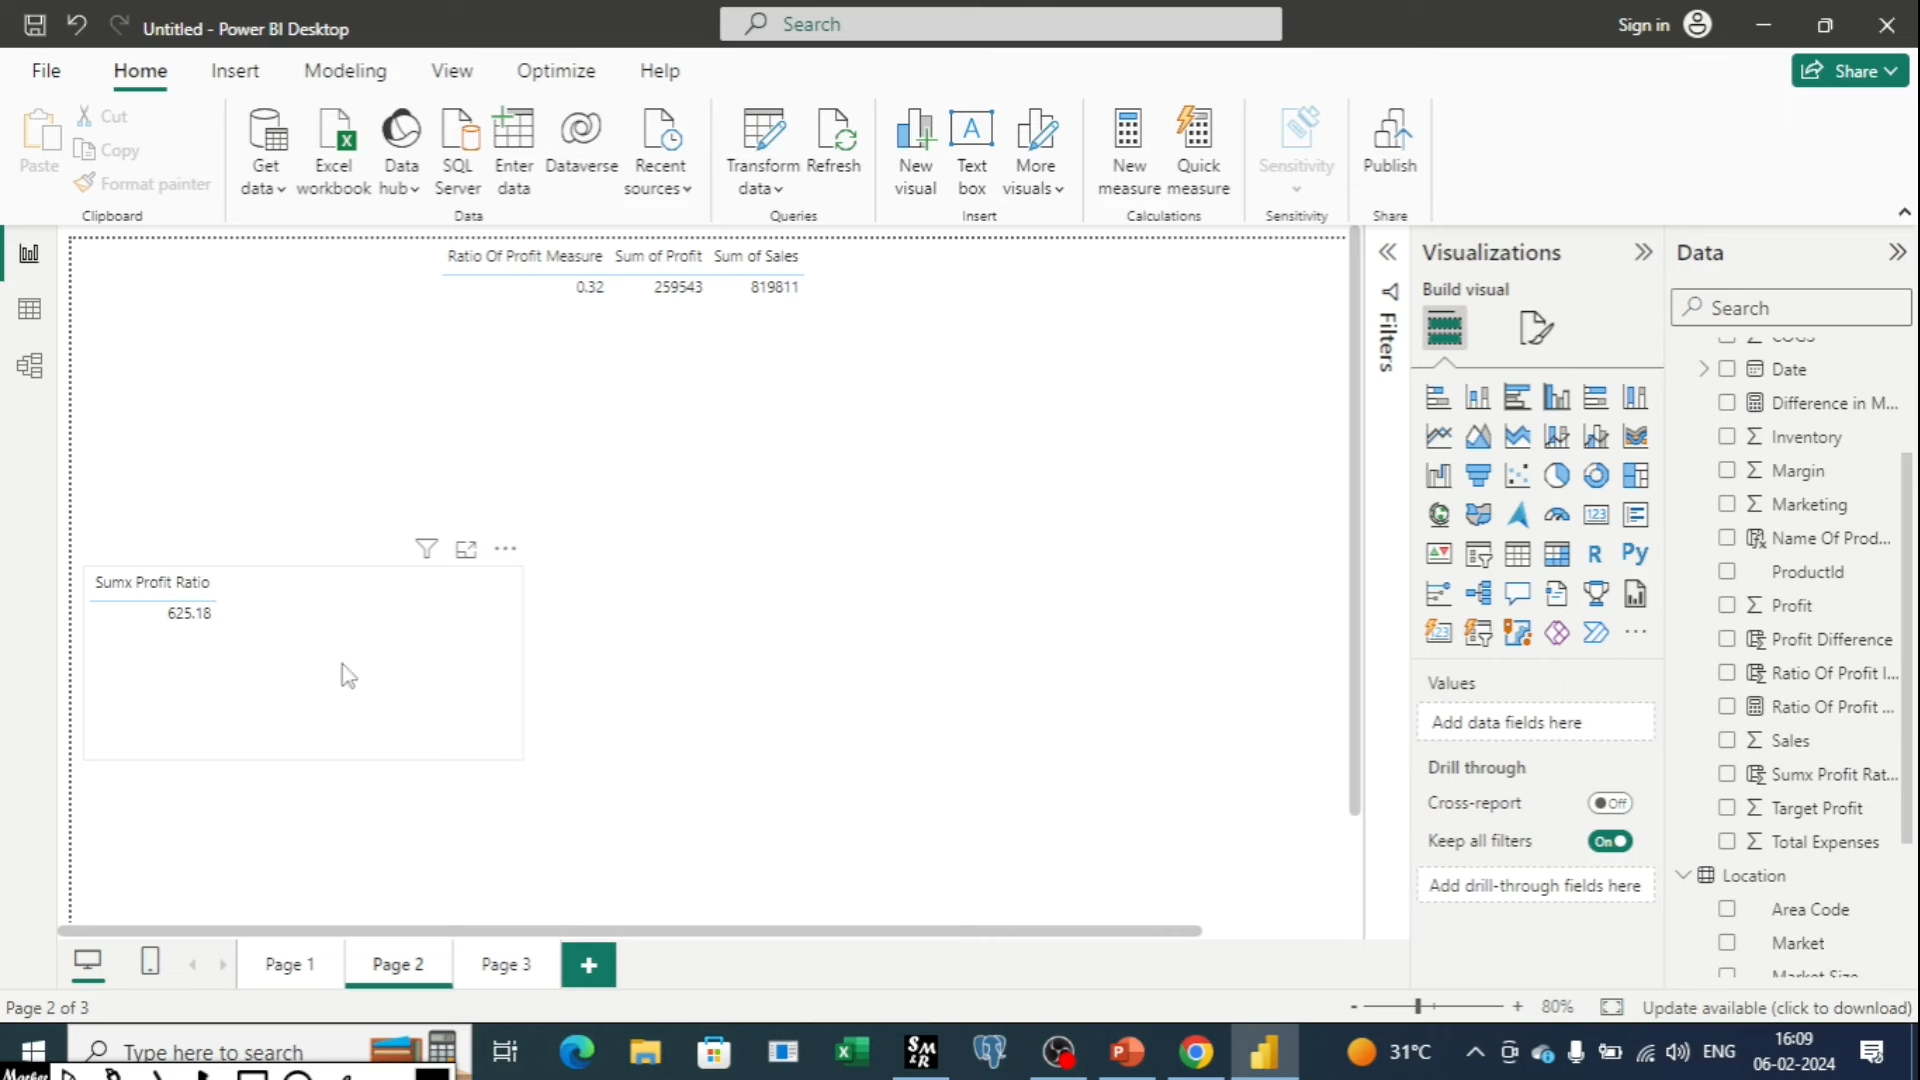 Untitled - Power BI Desktop
Search
Sign in
File Home Insert Modeling View Optimize Help
Share
Paste
Cut
Copy
Format painter
Clipboard
Get data
Excel workbook
Data hub
SQL Server
Enter data
Dataverse
Recent sources
Data
Transform data
Refresh
Queries
New visual
Text box
More visuals
Insert
New measure
Quick measure
Calculations
Sensitivity
Sensitivity
Publish
Share
Ratio Of Profit Measure Sum of Profit Sum of Sales
0.32 259543 819811
Sumx Profit Ratio
625.18
Filters
Visualizations
Build visual
123
R
Py
123
Values
Add data fields here
Drill through
Cross-report Off
Keep all filters On
Add drill-through fields here
Data
Search
Date
Difference in M...
Inventory
Margin
Marketing
Name Of Prod...
ProductId
Profit
Profit Difference
Ratio Of Profit I...
Ratio Of Profit ...
Sales
Sumx Profit Rat...
Target Profit
Total Expenses
Location
Area Code
Market
Market Size
Page 1 Page 2 Page 3
Page 2 of 3
- + 80%
Update available (click to download)
Type here to search
31°C
ENG
16:09
06-02-2024